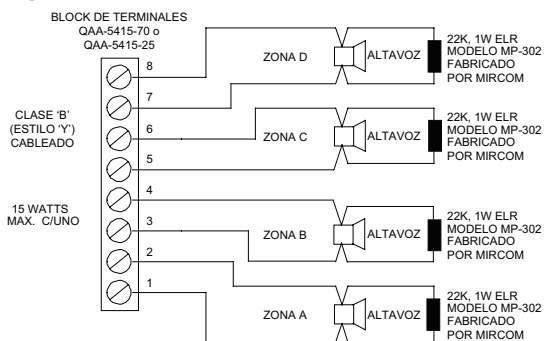 BLOCK DE TERMINALES
QAA-5415-70 o
QAA-5415-25
8
7
6
5
4
3
2
1
CLASE 'B'
(ESTILO 'Y')
CABLEADO
15 WATTS
MAX. C/UNO
ZONA D
ALTAVOZ
22K, 1W ELR
MODELO MP-302
FABRICADO
POR MIRCOM
ZONA C
ALTAVOZ
22K, 1W ELR
MODELO MP-302
FABRICADO
POR MIRCOM
ZONA B
ALTAVOZ
22K, 1W ELR
MODELO MP-302
FABRICADO
POR MIRCOM
ZONA A
ALTAVOZ
22K, 1W ELR
MODELO MP-302
FABRICADO
POR MIRCOM